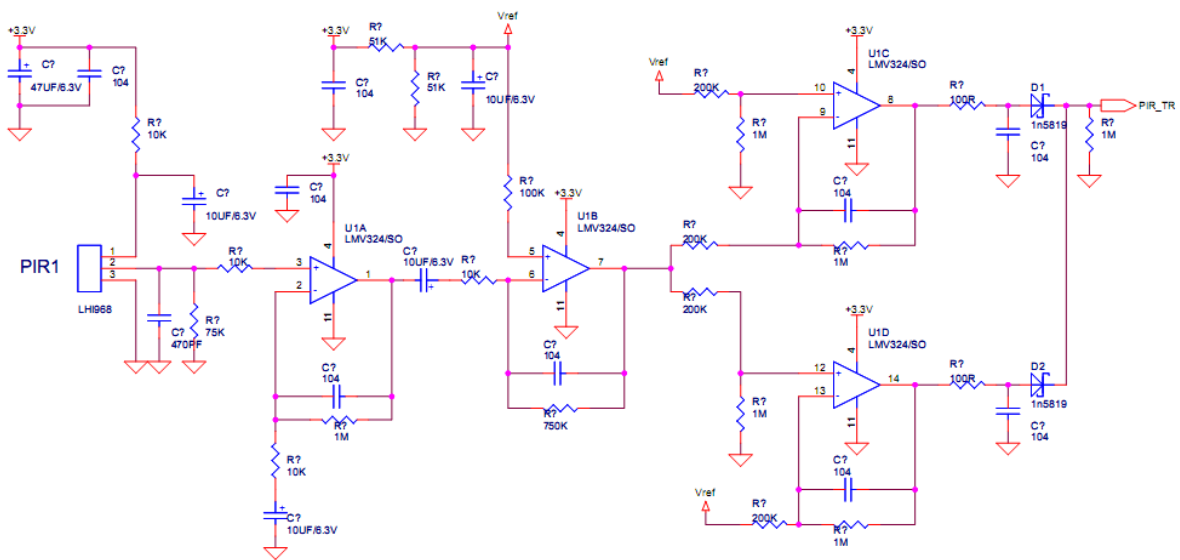 +3.3V
C?
47UF/6.3V
C?
104
R?
10K
C?
10UF/6.3V
PIR1
1
2
3
LHI968
C?
470PF
R?
75K
R?
10K
+3.3V
C?
104
U1A
LMV324/SO
3
2
4
11
1
C?
104
R?
1M
R?
10K
C?
10UF/6.3V
C?
10UF/6.3V
R?
10K
+3.3V
R?
51K
C?
104
R?
51K
C?
10UF/6.3V
Vref
R?
100K
+3.3V
U1B
LMV324/SO
5
6
4
11
7
C?
104
R?
750K
R?
200K
R?
200K
Vref
R?
200K
R?
1M
+3.3V
U1C
LMV324/SO
10
9
4
11
8
C?
104
R?
1M
R?
100R
C?
104
D1
1n5819
PIR_TR
R?
1M
R?
1M
+3.3V
U1D
LMV324/SO
12
13
4
11
14
C?
104
R?
1M
Vref
R?
200K
R?
100R
C?
104
D2
1n5819